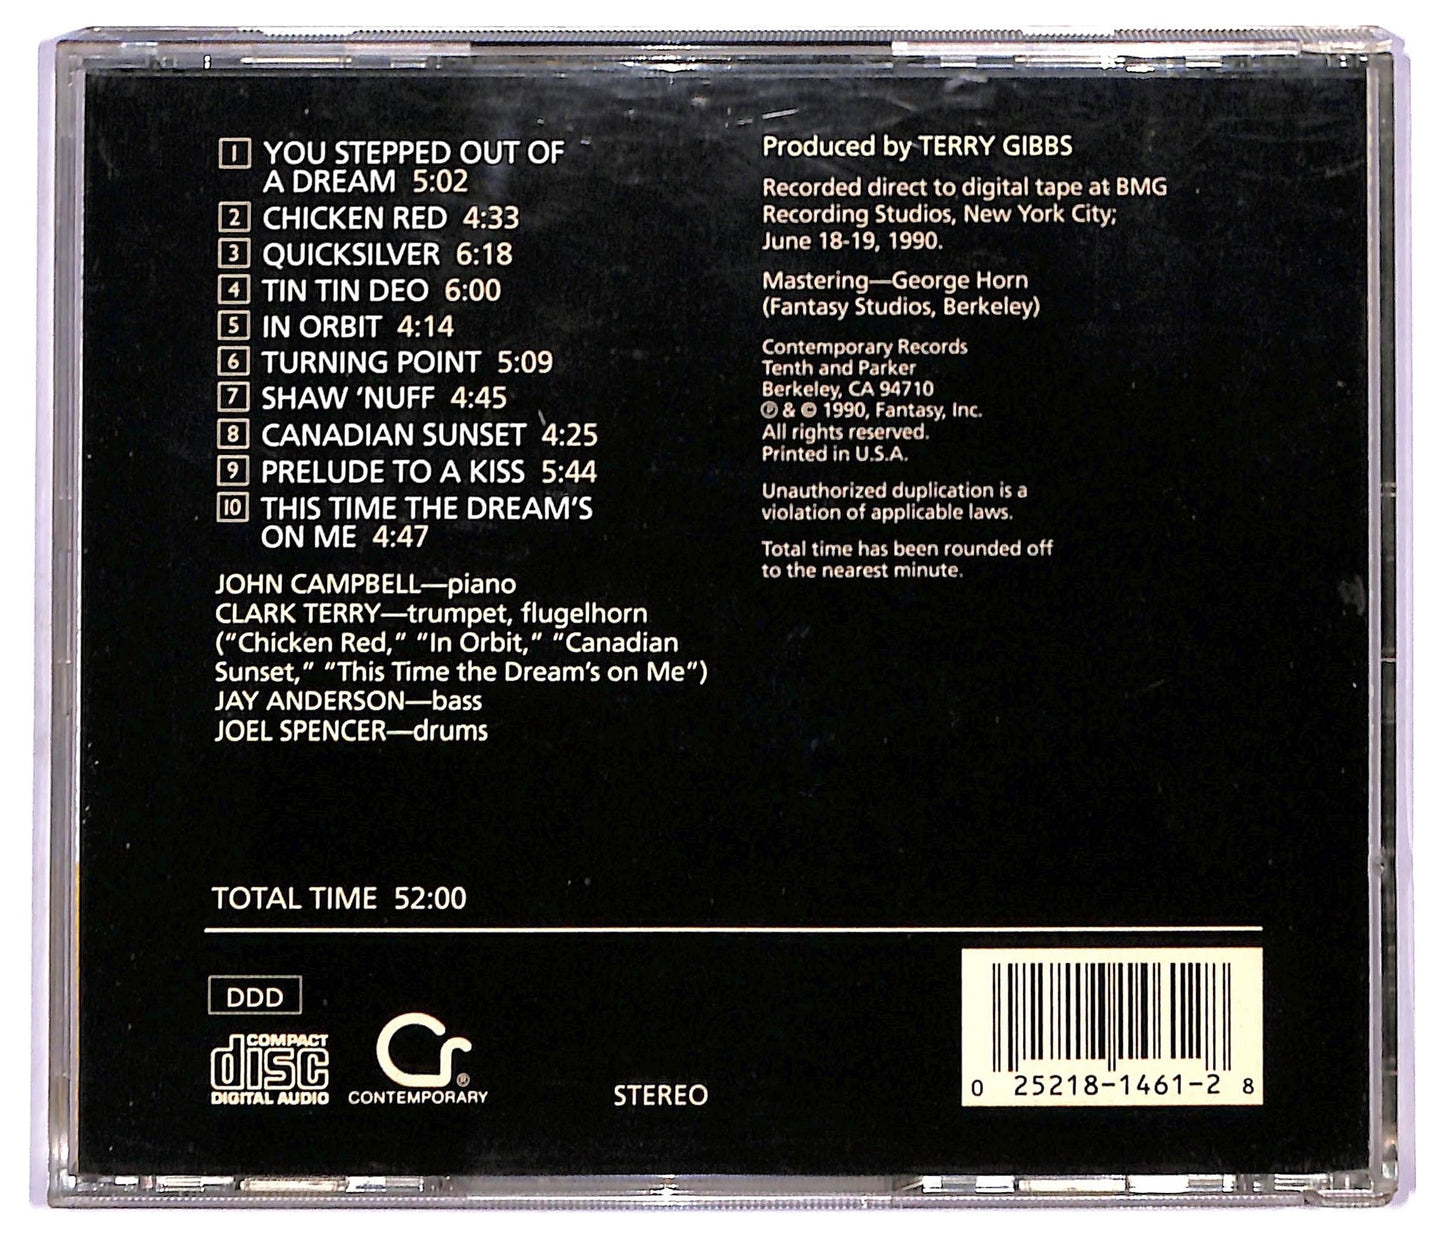 1 YOU STEPPED OUT OF
A DREAM 5:02
2 CHICKEN RED 4:33
3 QUICKSILVER 6:18
4 TIN TIN DEO 6:00
5 IN ORBIT 4:14
6 TURNING POINT 5:09
7 SHAW ’NUFF 4:45
8 CANADIAN SUNSET 4:25
9 PRELUDE TO A KISS 5:44
10 THIS TIME THE DREAM’S
ON ME 4:47
JOHN CAMPBELL—piano
CLARK TERRY—trumpet, flugelhorn
("Chicken Red," "In Orbit," "Canadian
Sunset," "This Time the Dream’s on Me")
JAY ANDERSON—bass
JOEL SPENCER—drums
Produced by TERRY GIBBS
Recorded direct to digital tape at BMG
Recording Studios, New York City;
June 18-19, 1990.
Mastering—George Horn
(Fantasy Studios, Berkeley)
Contemporary Records
Tenth and Parker
Berkeley, CA 94710
℗ & © 1990, Fantasy, Inc.
All rights reserved.
Printed in U.S.A.
Unauthorized duplication is a
violation of applicable laws.
Total time has been rounded off
to the nearest minute.
TOTAL TIME 52:00
DDD
COMPACT
disc
DIGITAL AUDIO
Cr®
CONTEMPORARY
STEREO
0 25218-1461-2 8